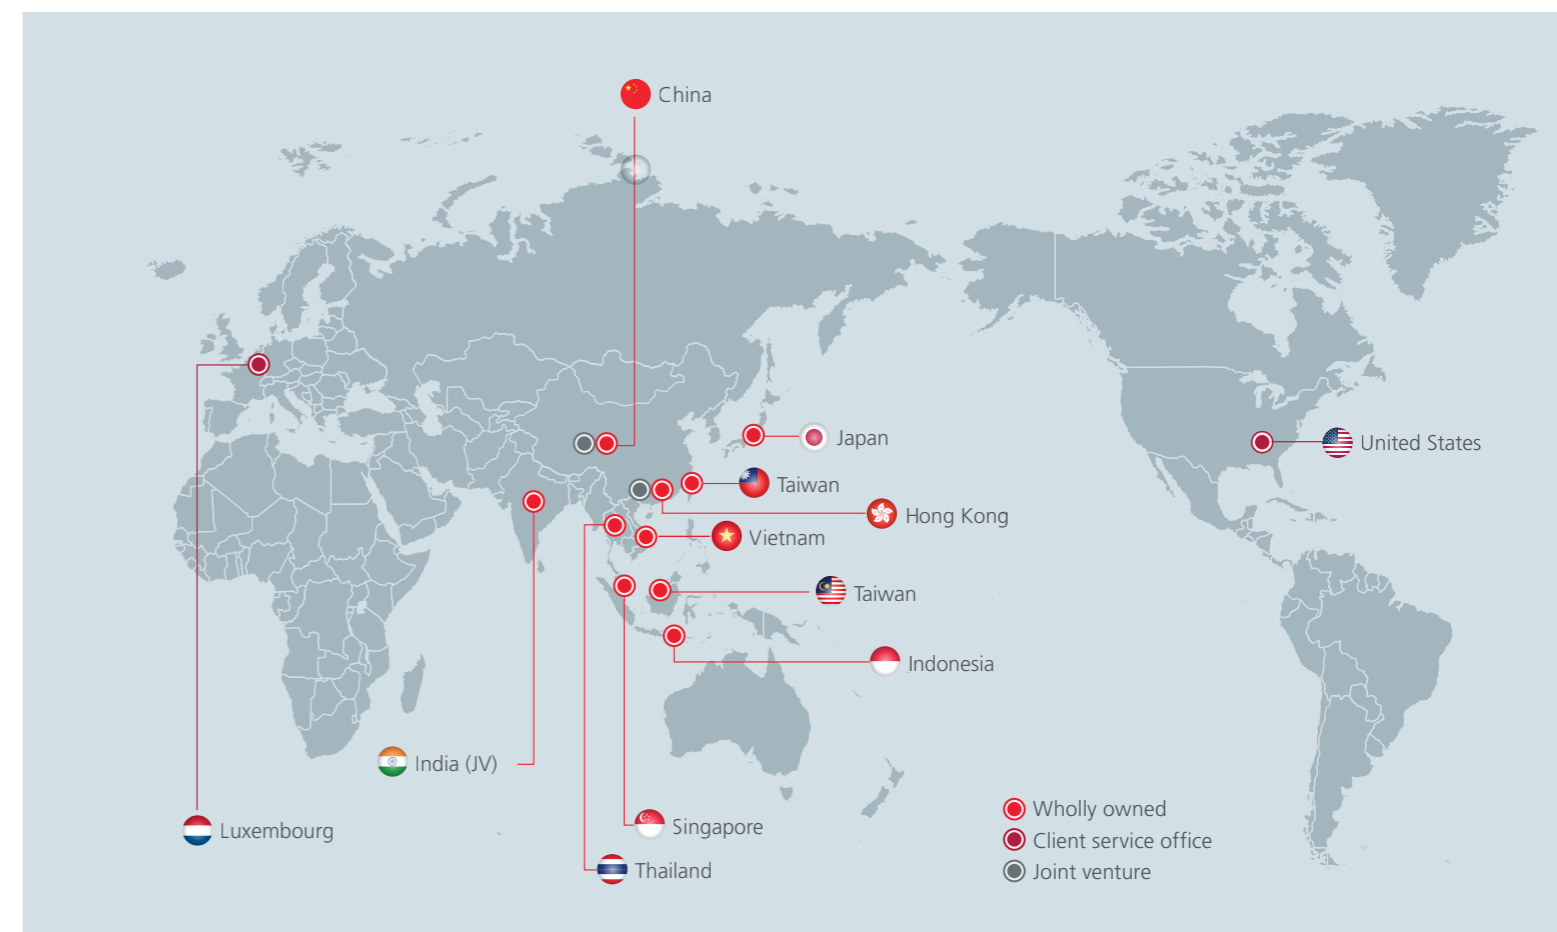 China
Japan
United States
Taiwan
Hong Kong
Vietnam
Taiwan
Indonesia
India (JV)
Luxembourg
Singapore
Thailand
Wholly owned
Client service office
Joint venture